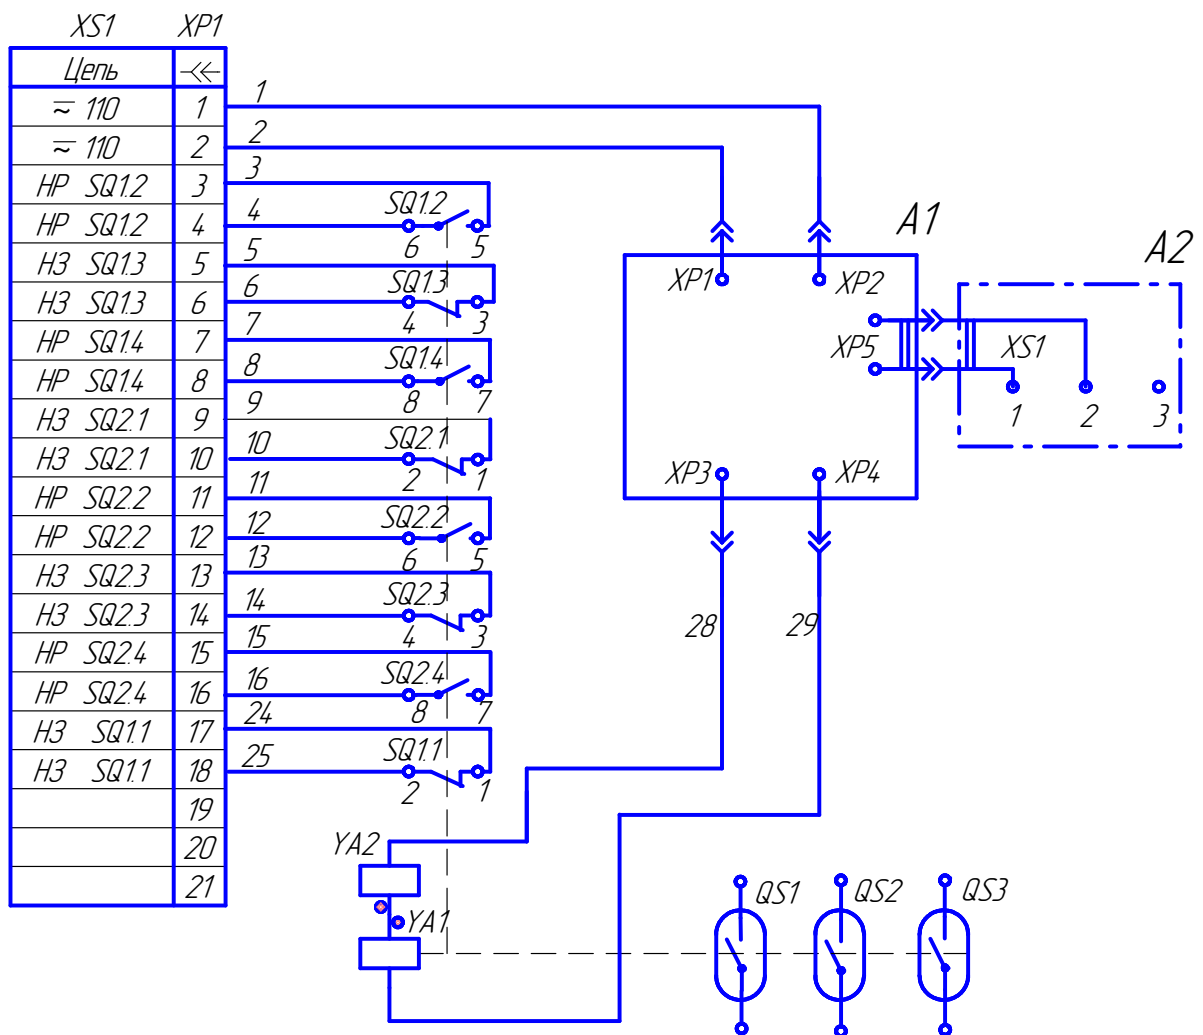 XS1 XP1
Цепь
≂ 110 1 1
≂ 110 2 2
НР SQ1.2 3 3
НР SQ1.2 4 4 SQ1.2 6 5
НЗ SQ1.3 5 5
НЗ SQ1.3 6 6 SQ1.3 4 3
НР SQ1.4 7 7
НР SQ1.4 8 8 SQ1.4 8 7
НЗ SQ2.1 9 9
НЗ SQ2.1 10 10 SQ2.1 2 1
НР SQ2.2 11 11
НР SQ2.2 12 12 SQ2.2 6 5
НЗ SQ2.3 13 13
НЗ SQ2.3 14 14 SQ2.3 4 3
НР SQ2.4 15 15
НР SQ2.4 16 16 SQ2.4 8 7
НЗ SQ1.1 17 24
НЗ SQ1.1 18 25 SQ1.1 2 1
19
20
21
A1
A2
XP1 XP2
XP5 XS1
1 2 3
XP3 XP4
28 29
YA2
YA1
QS1 QS2 QS3